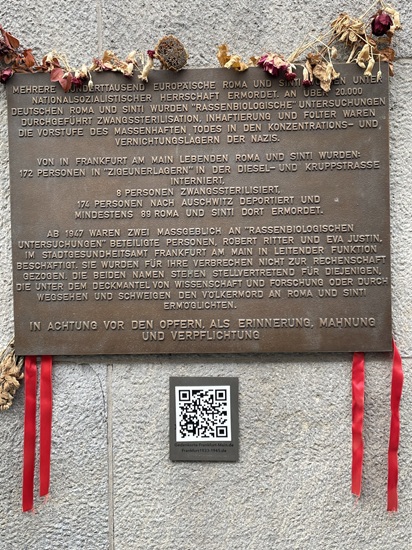 MEHRERE HUNDERTTAUSEND EUROPÄISCHE ROMA UND SINTI WURDEN UNTER
NATIONALSOZIALISTISCHER HERRSCHAFT ERMORDET. AN ÜBER 20.000
DEUTSCHEN ROMA UND SINTI WURDEN "RASSENBIOLOGISCHE" UNTERSUCHUNGEN
DURCHGEFÜHRT ZWANGSSTERILISATION, INHAFTIERUNG UND FOLTER WAREN
DIE VORSTUFE DES MASSENHAFTEN TODES IN DEN KONZENTRATIONS- UND
VERNICHTUNGSLAGERN DER NAZIS.
VON IN FRANKFURT AM MAIN LEBENDEN ROMA UND SINTI WURDEN:
172 PERSONEN IN "ZIGEUNERLAGERN" IN DER DIESEL- UND KRUPPSTRASSE
INTERNIERT,
8 PERSONEN ZWANGSSTERILISIERT,
174 PERSONEN NACH AUSCHWITZ DEPORTIERT UND
MINDESTENS 89 ROMA UND SINTI DORT ERMORDET.
AB 1947 WAREN ZWEI MASSGEBLICH AN "RASSENBIOLOGISCHEN
UNTERSUCHUNGEN" BETEILIGTE PERSONEN, ROBERT RITTER UND EVA JUSTIN,
IM STADTGESUNDHEITSAMT FRANKFURT AM MAIN IN LEITENDER FUNKTION
BESCHÄFTIGT. SIE WURDEN FÜR IHRE VERBRECHEN NICHT ZUR RECHENSCHAFT
GEZOGEN. DIE BEIDEN NAMEN STEHEN STELLVERTRETEND FÜR DIEJENIGEN,
DIE UNTER DEM DECKMANTEL VON WISSENSCHAFT UND FORSCHUNG ODER DURCH
WEGSEHEN UND SCHWEIGEN DEN VÖLKERMORD AN ROMA UND SINTI
ERMÖGLICHTEN.
IN ACHTUNG VOR DEN OPFERN, ALS ERINNERUNG, MAHNUNG
UND VERPFLICHTUNG